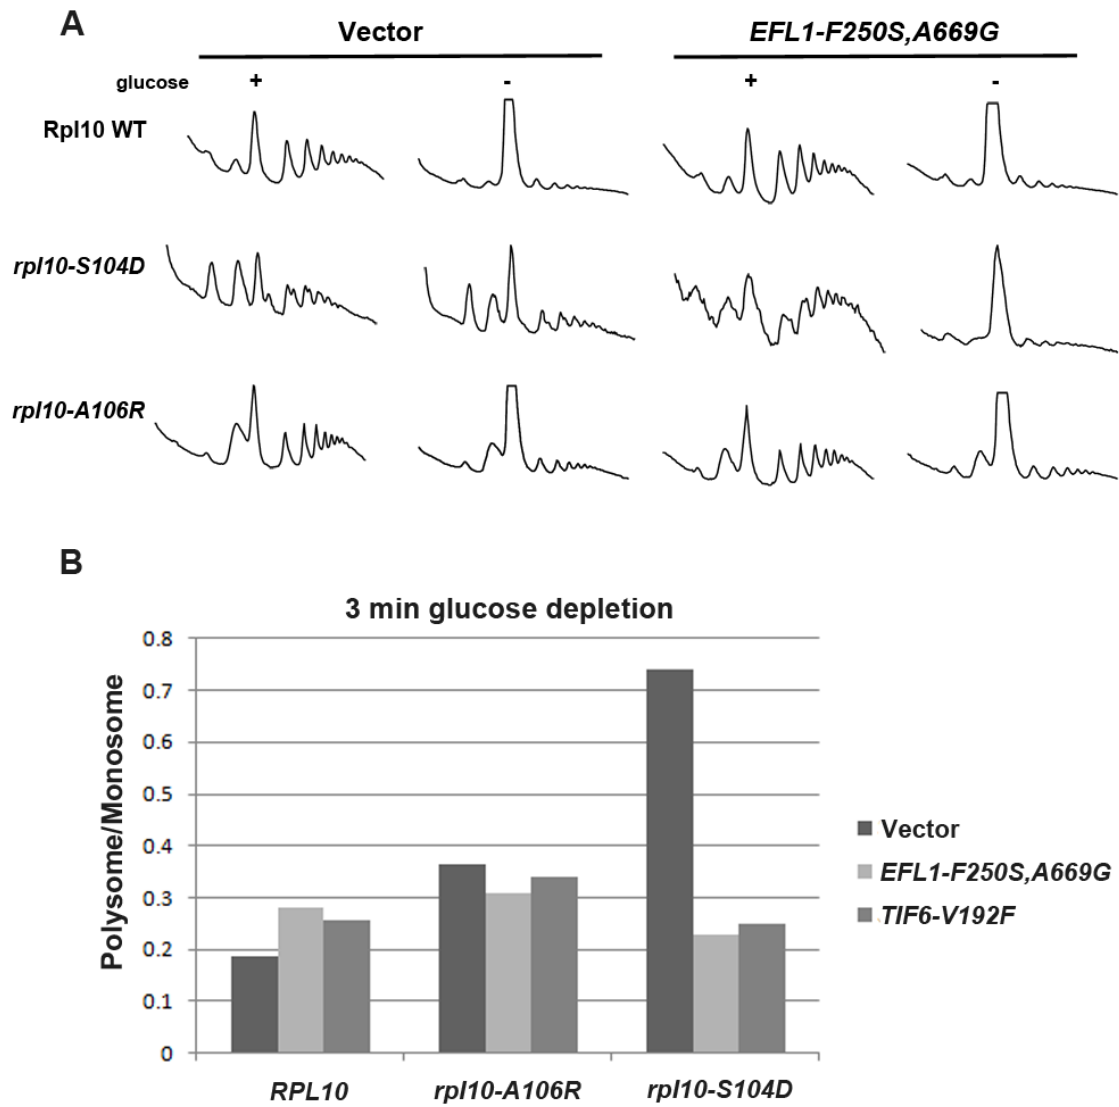 A
Vector EFL1-F250S,A669G
glucose + - + -
Rpl10 WT
rpl10-S104D
rpl10-A106R
B
3 min glucose depletion
Polysome/Monosome
0.8
0.7
0.6
0.5
0.4
0.3
0.2
0.1
0
RPL10 rpl10-A106R rpl10-S104D
Vector
EFL1-F250S,A669G
TIF6-V192F